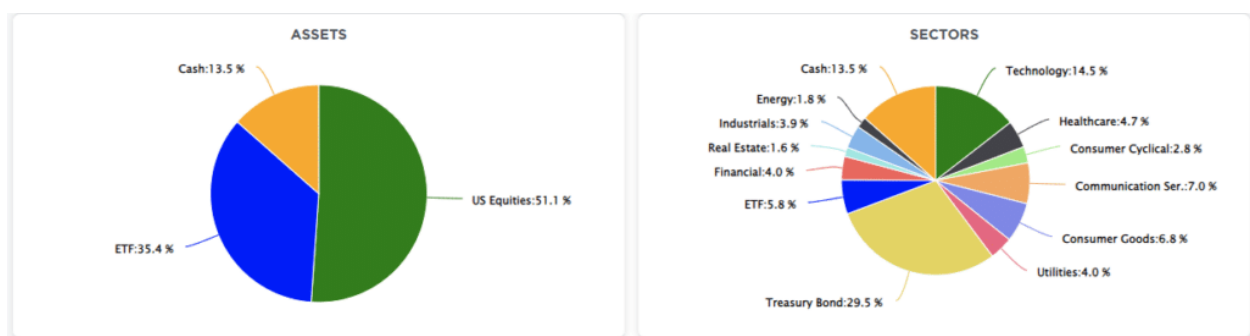 ASSETS
Cash:13.5 %
US Equities:51.1 %
ETF:35.4 %
SECTORS
Cash:13.5 %
Technology:14.5 %
Energy:1.8 %
Healthcare:4.7 %
Industrials:3.9 %
Consumer Cyclical:2.8 %
Real Estate:1.6 %
Financial:4.0 %
Communication Ser.:7.0 %
ETF:5.8 %
Consumer Goods:6.8 %
Utilities:4.0 %
Treasury Bond:29.5 %